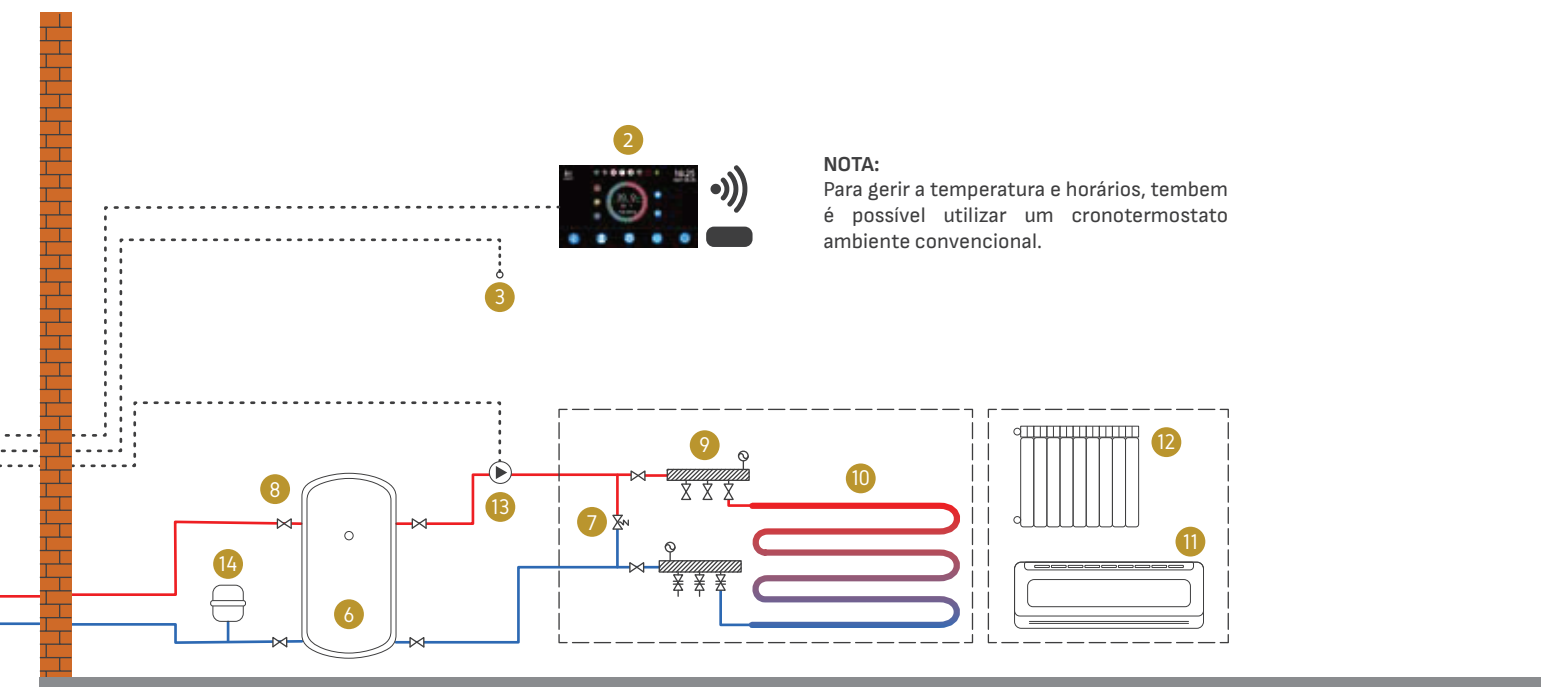 2
NOTA:
Para gerir a temperatura e horários, tembem
é possível utilizar um cronotermostato
ambiente convencional.
3
9
12
8
10
13
7
11
14
6